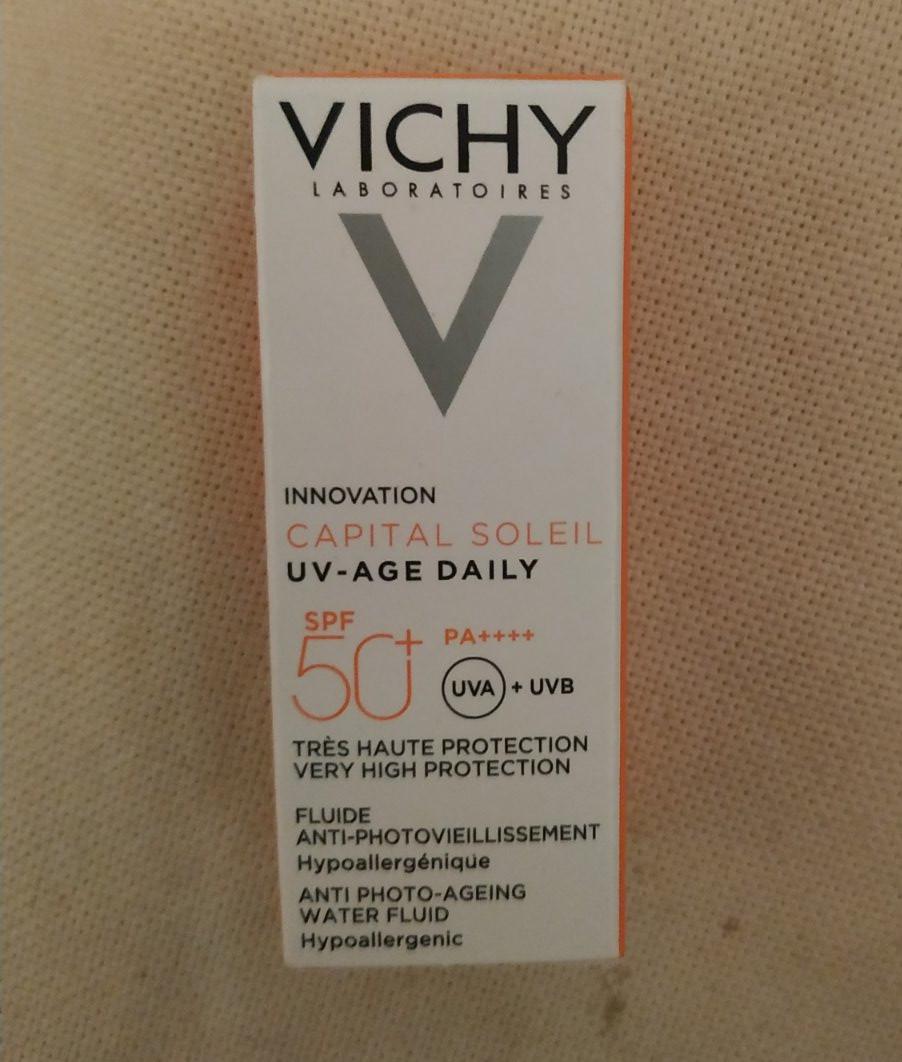 VICHY
LABORATOIRES
V
INNOVATION
CAPITAL SOLEIL
UV-AGE DAILY
SPF
50+ PA++++
UVA + UVB
TRÈS HAUTE PROTECTION
VERY HIGH PROTECTION
FLUIDE
ANTI-PHOTOVIEILLISSEMENT
Hypoallergénique
ANTI PHOTO-AGEING
WATER FLUID
Hypoallergenic